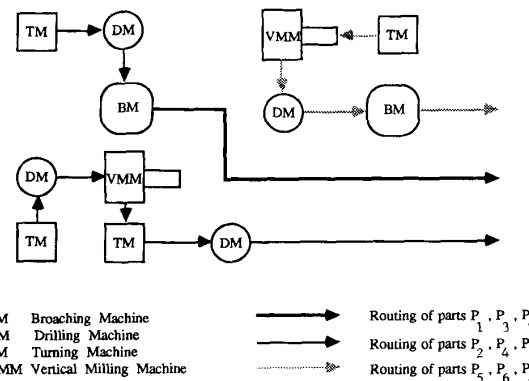 TM DM VMM TM
BM DM BM
DM VMM
TM TM DM
M Broaching Machine
M Drilling Machine
M Turning Machine
MM Vertical Milling Machine
Routing of parts P1 , P3 , P
Routing of parts P2 , P4 , P
Routing of parts P5 , P6 , P